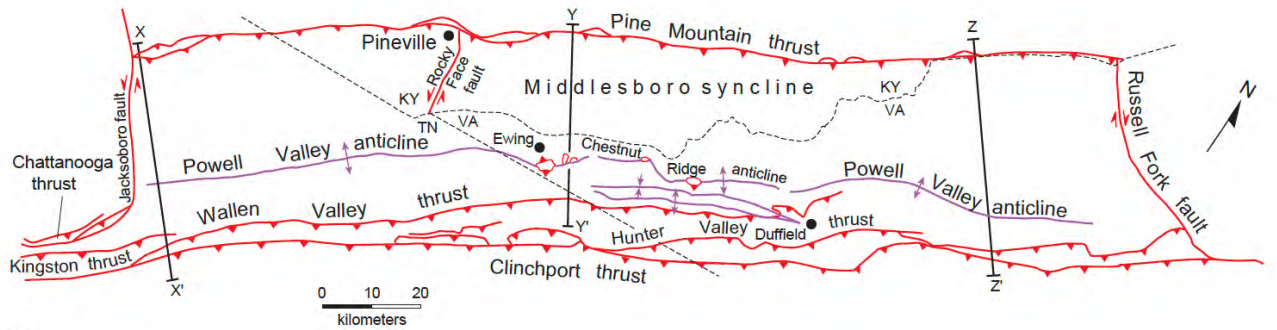 X
Y
Z
Pineville
Pine Mountain thrust
Rocky Face fault
Middlesboro syncline
KY
TN
VA
KY
VA
N
Jacksboro fault
Russell Fork fault
Chattanooga thrust
Powell Valley anticline
Ewing
Chestnut Ridge anticline
Powell Valley anticline
Wallen Valley thrust
Y'
Hunter Valley thrust
Duffield
Kingston thrust
Clinchport thrust
X'
Z'
0 10 20
kilometers